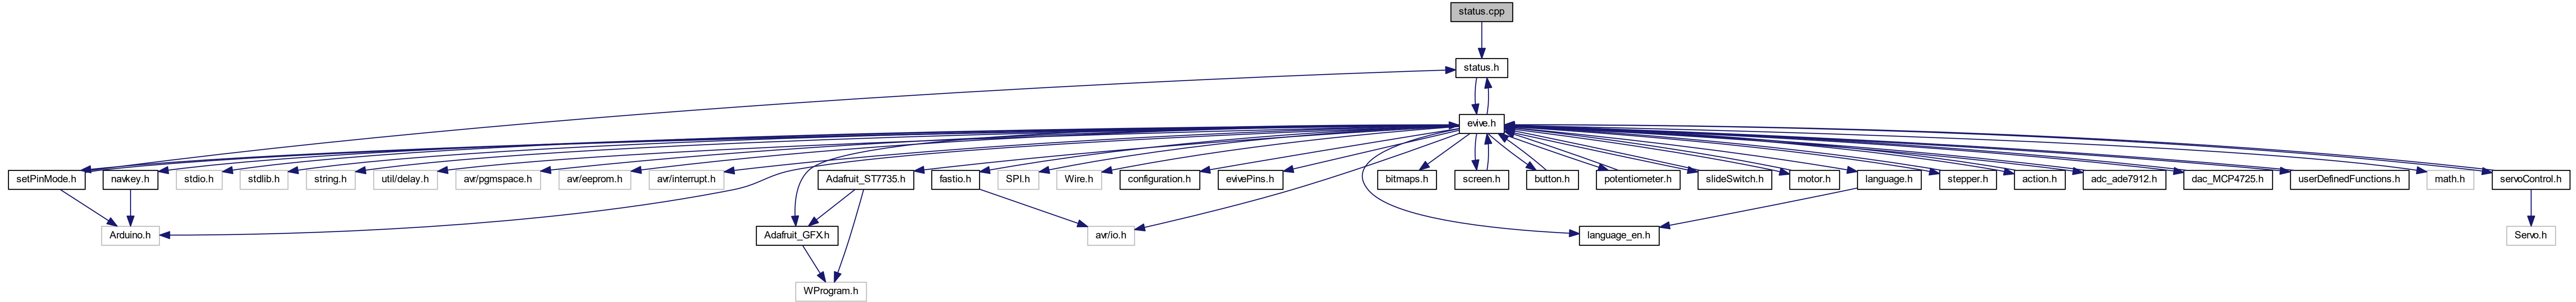 status.cpp
status.h
evive.h
setPinMode.h
navkey.h
stdio.h
stdlib.h
string.h
util/delay.h
avr/pgmspace.h
avr/eeprom.h
avr/interrupt.h
Adafruit_ST7735.h
fastio.h
SPI.h
Wire.h
configuration.h
evivePins.h
bitmaps.h
screen.h
button.h
potentiometer.h
slideSwitch.h
motor.h
language.h
stepper.h
action.h
adc_ade7912.h
dac_MCP4725.h
userDefinedFunctions.h
math.h
servoControl.h
Arduino.h
Adafruit_GFX.h
avr/io.h
language_en.h
Servo.h
WProgram.h